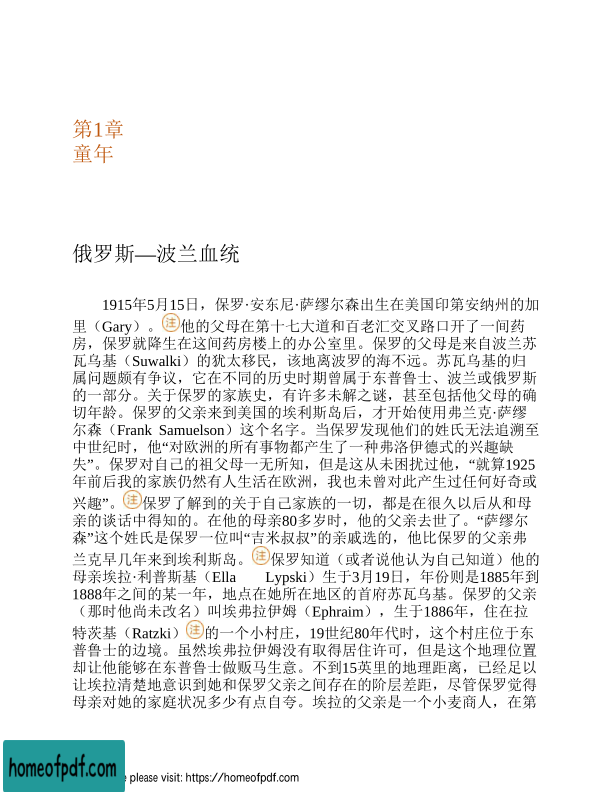 第1章
童年
俄罗斯—波兰血统
1915年5月15日，保罗·安东尼·萨缪尔森出生在美国印第安纳州的加
里（Gary）。注他的父母在第十七大道和百老汇交叉路口开了一间药
房，保罗就降生在这间药房楼上的办公室里。保罗的父母是来自波兰苏
瓦乌基（Suwalki）的犹太移民，该地离波罗的海不远。苏瓦乌基的归
属问题颇有争议，它在不同的历史时期曾属于东普鲁士、波兰或俄罗斯
的一部分。关于保罗的家族史，有许多未解之谜，甚至包括他父母的确
切年龄。保罗的父亲来到美国的埃利斯岛后，才开始使用弗兰克·萨缪
尔森（Frank Samuelson）这个名字。当保罗发现他们的姓氏无法追溯至
中世纪时，他“对欧洲的所有事物都产生了一种弗洛伊德式的兴趣缺
失”。保罗对自己的祖父母一无所知，但是这从未困扰过他，“就算1925
年前后我的家族仍然有人生活在欧洲，我也未曾对此产生过任何好奇或
兴趣”。注保罗了解到的关于自己家族的一切，都是在很久以后从和母
亲的谈话中得知的。在他的母亲80多岁时，他的父亲去世了。“萨缪尔
森”这个姓氏是保罗一位叫“吉米叔叔”的亲戚选的，他比保罗的父亲弗
兰克早几年来到埃利斯岛。注保罗知道（或者说他认为自己知道）他的
母亲埃拉·利普斯基（Ella Lypski）生于3月19日，年份则是1885年到
1888年之间的某一年，地点在她所在地区的首府苏瓦乌基。保罗的父亲
（那时他尚未改名）叫埃弗拉伊姆（Ephraim），生于1886年，住在拉
特茨基（Ratzki）注的一个小村庄，19世纪80年代时，这个村庄位于东
普鲁士的边境。虽然埃弗拉伊姆没有取得居住许可，但是这个地理位置
却让他能够在东普鲁士做贩马生意。不到15英里的地理距离，已经足以
让埃拉清楚地意识到她和保罗父亲之间存在的阶层差距，尽管保罗觉得
母亲对她的家庭状况多少有点自夸。埃拉的父亲是一个小麦商人，在第
homeofpdf.com
e please visit: https://homeofpdf.com